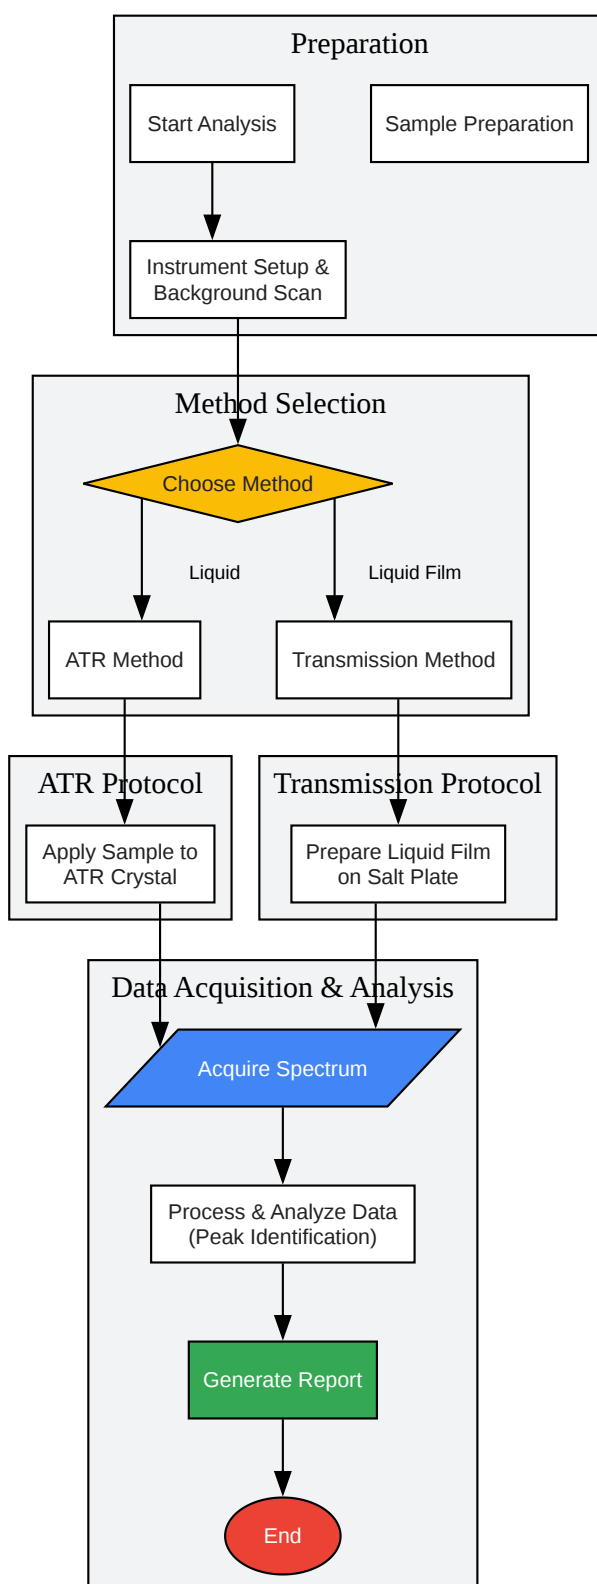 Preparation
Start Analysis
Sample Preparation
Instrument Setup &
Background Scan
Method Selection
Choose Method
Liquid
Liquid Film
ATR Method
Transmission Method
ATR Protocol
Transmission Protocol
Apply Sample to
ATR Crystal
Prepare Liquid Film
on Salt Plate
Data Acquisition & Analysis
Acquire Spectrum
Process & Analyze Data
(Peak Identification)
Generate Report
End